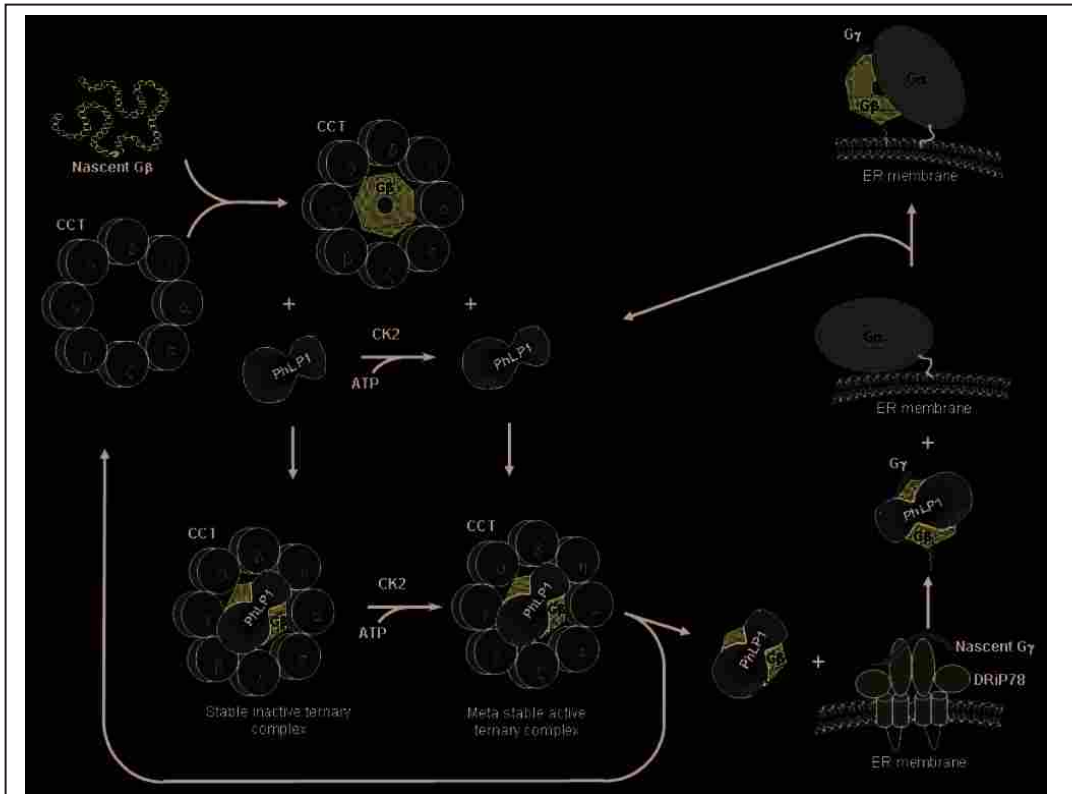 Gγ
Gα
Gβ
ER membrane
Nascent Gβ
CCT
Gβ
CCT
+
+
CK2
PhLP1
PhLP1
ATP
Gα
ER membrane
+
Gγ
PhLP1
Gβ
CCT
CCT
CK2
PhLP1
PhLP1
Gβ
ATP
Nascent Gγ
DRiP78
PhLP1
Gβ
+
Stable inactive ternary
complex
Meta stable active
ternary complex
ER membrane